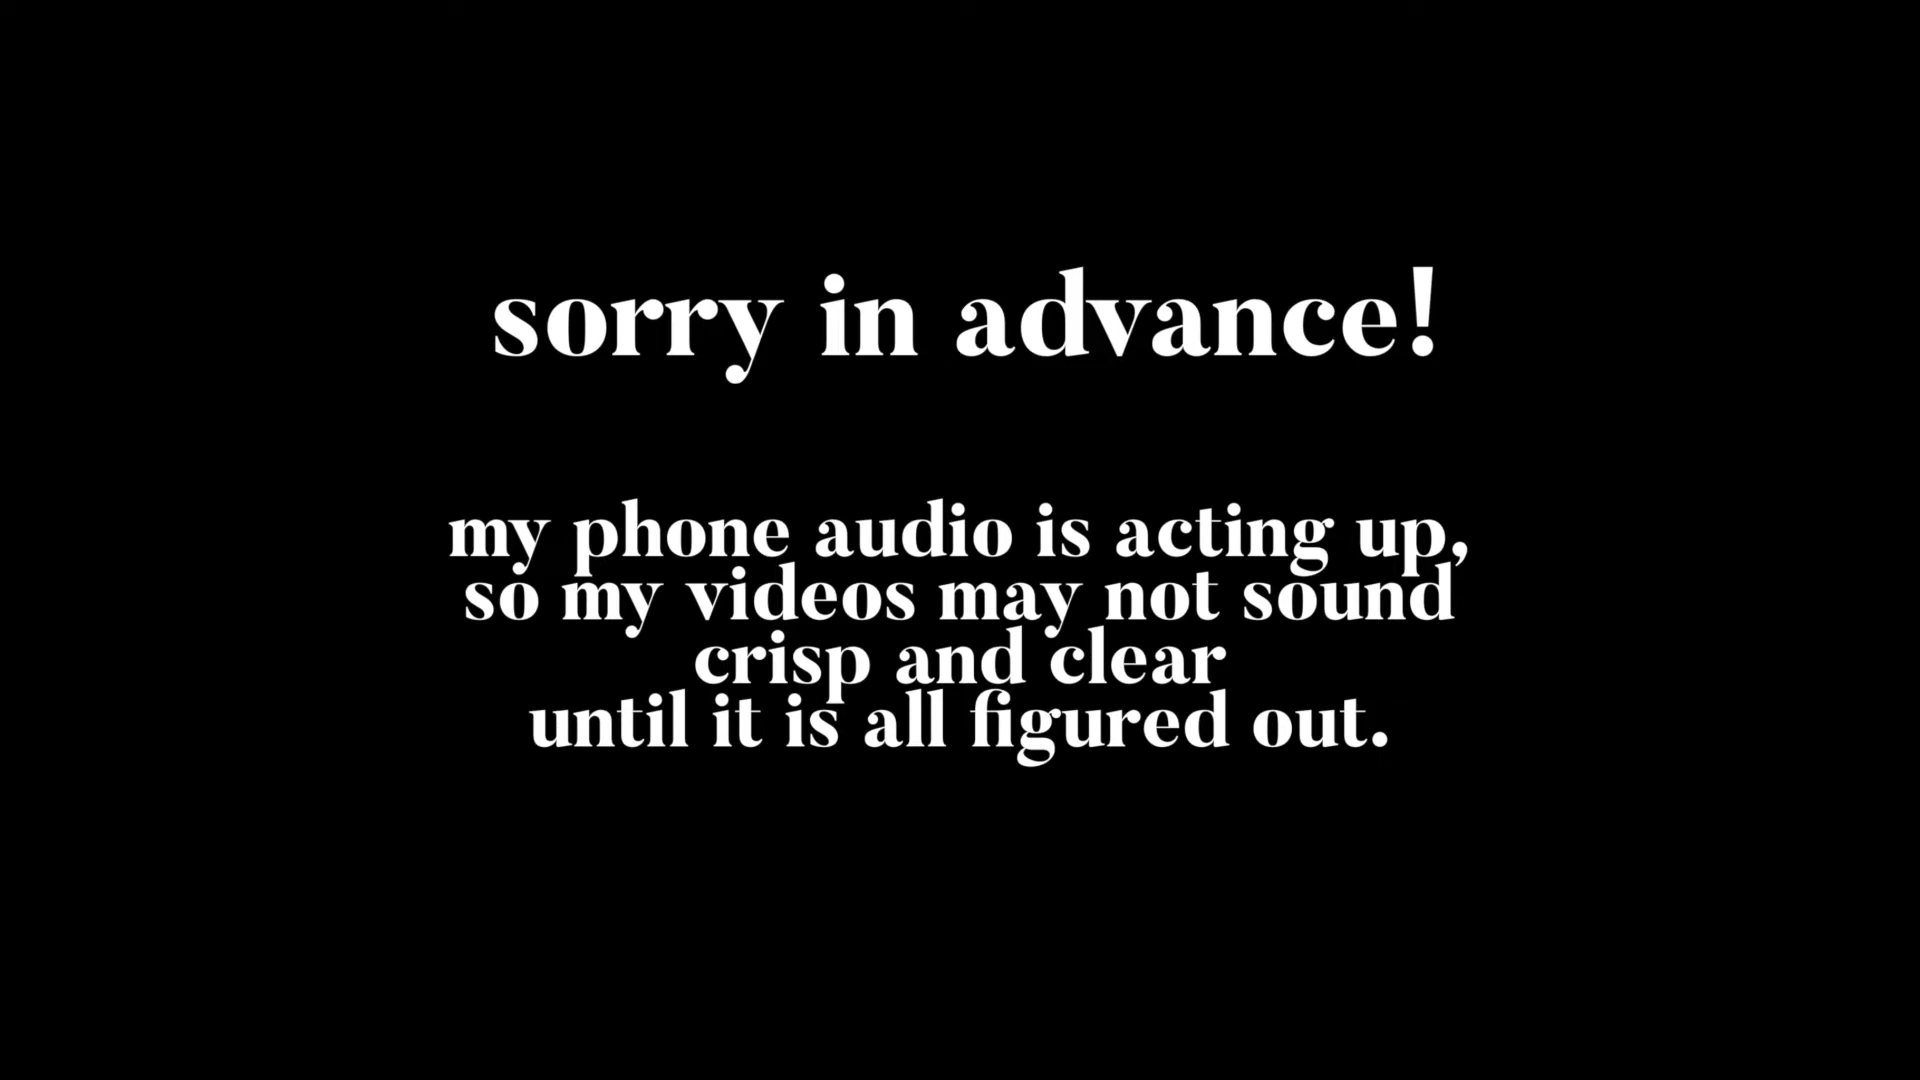 sorry in advance!
my phone audio is acting up,
so my videos may not sound
crisp and clear
until it is all figured out.